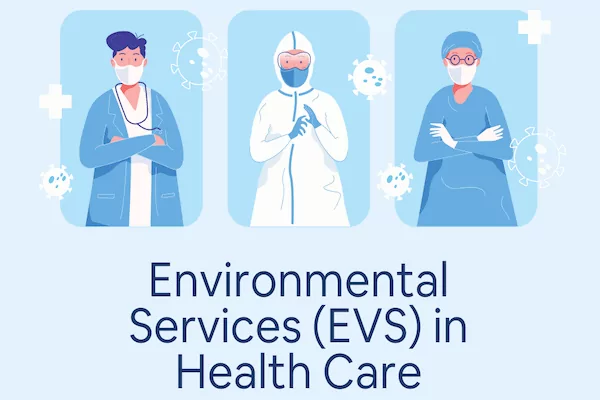 Environmental
Services (EVS) in
Health Care